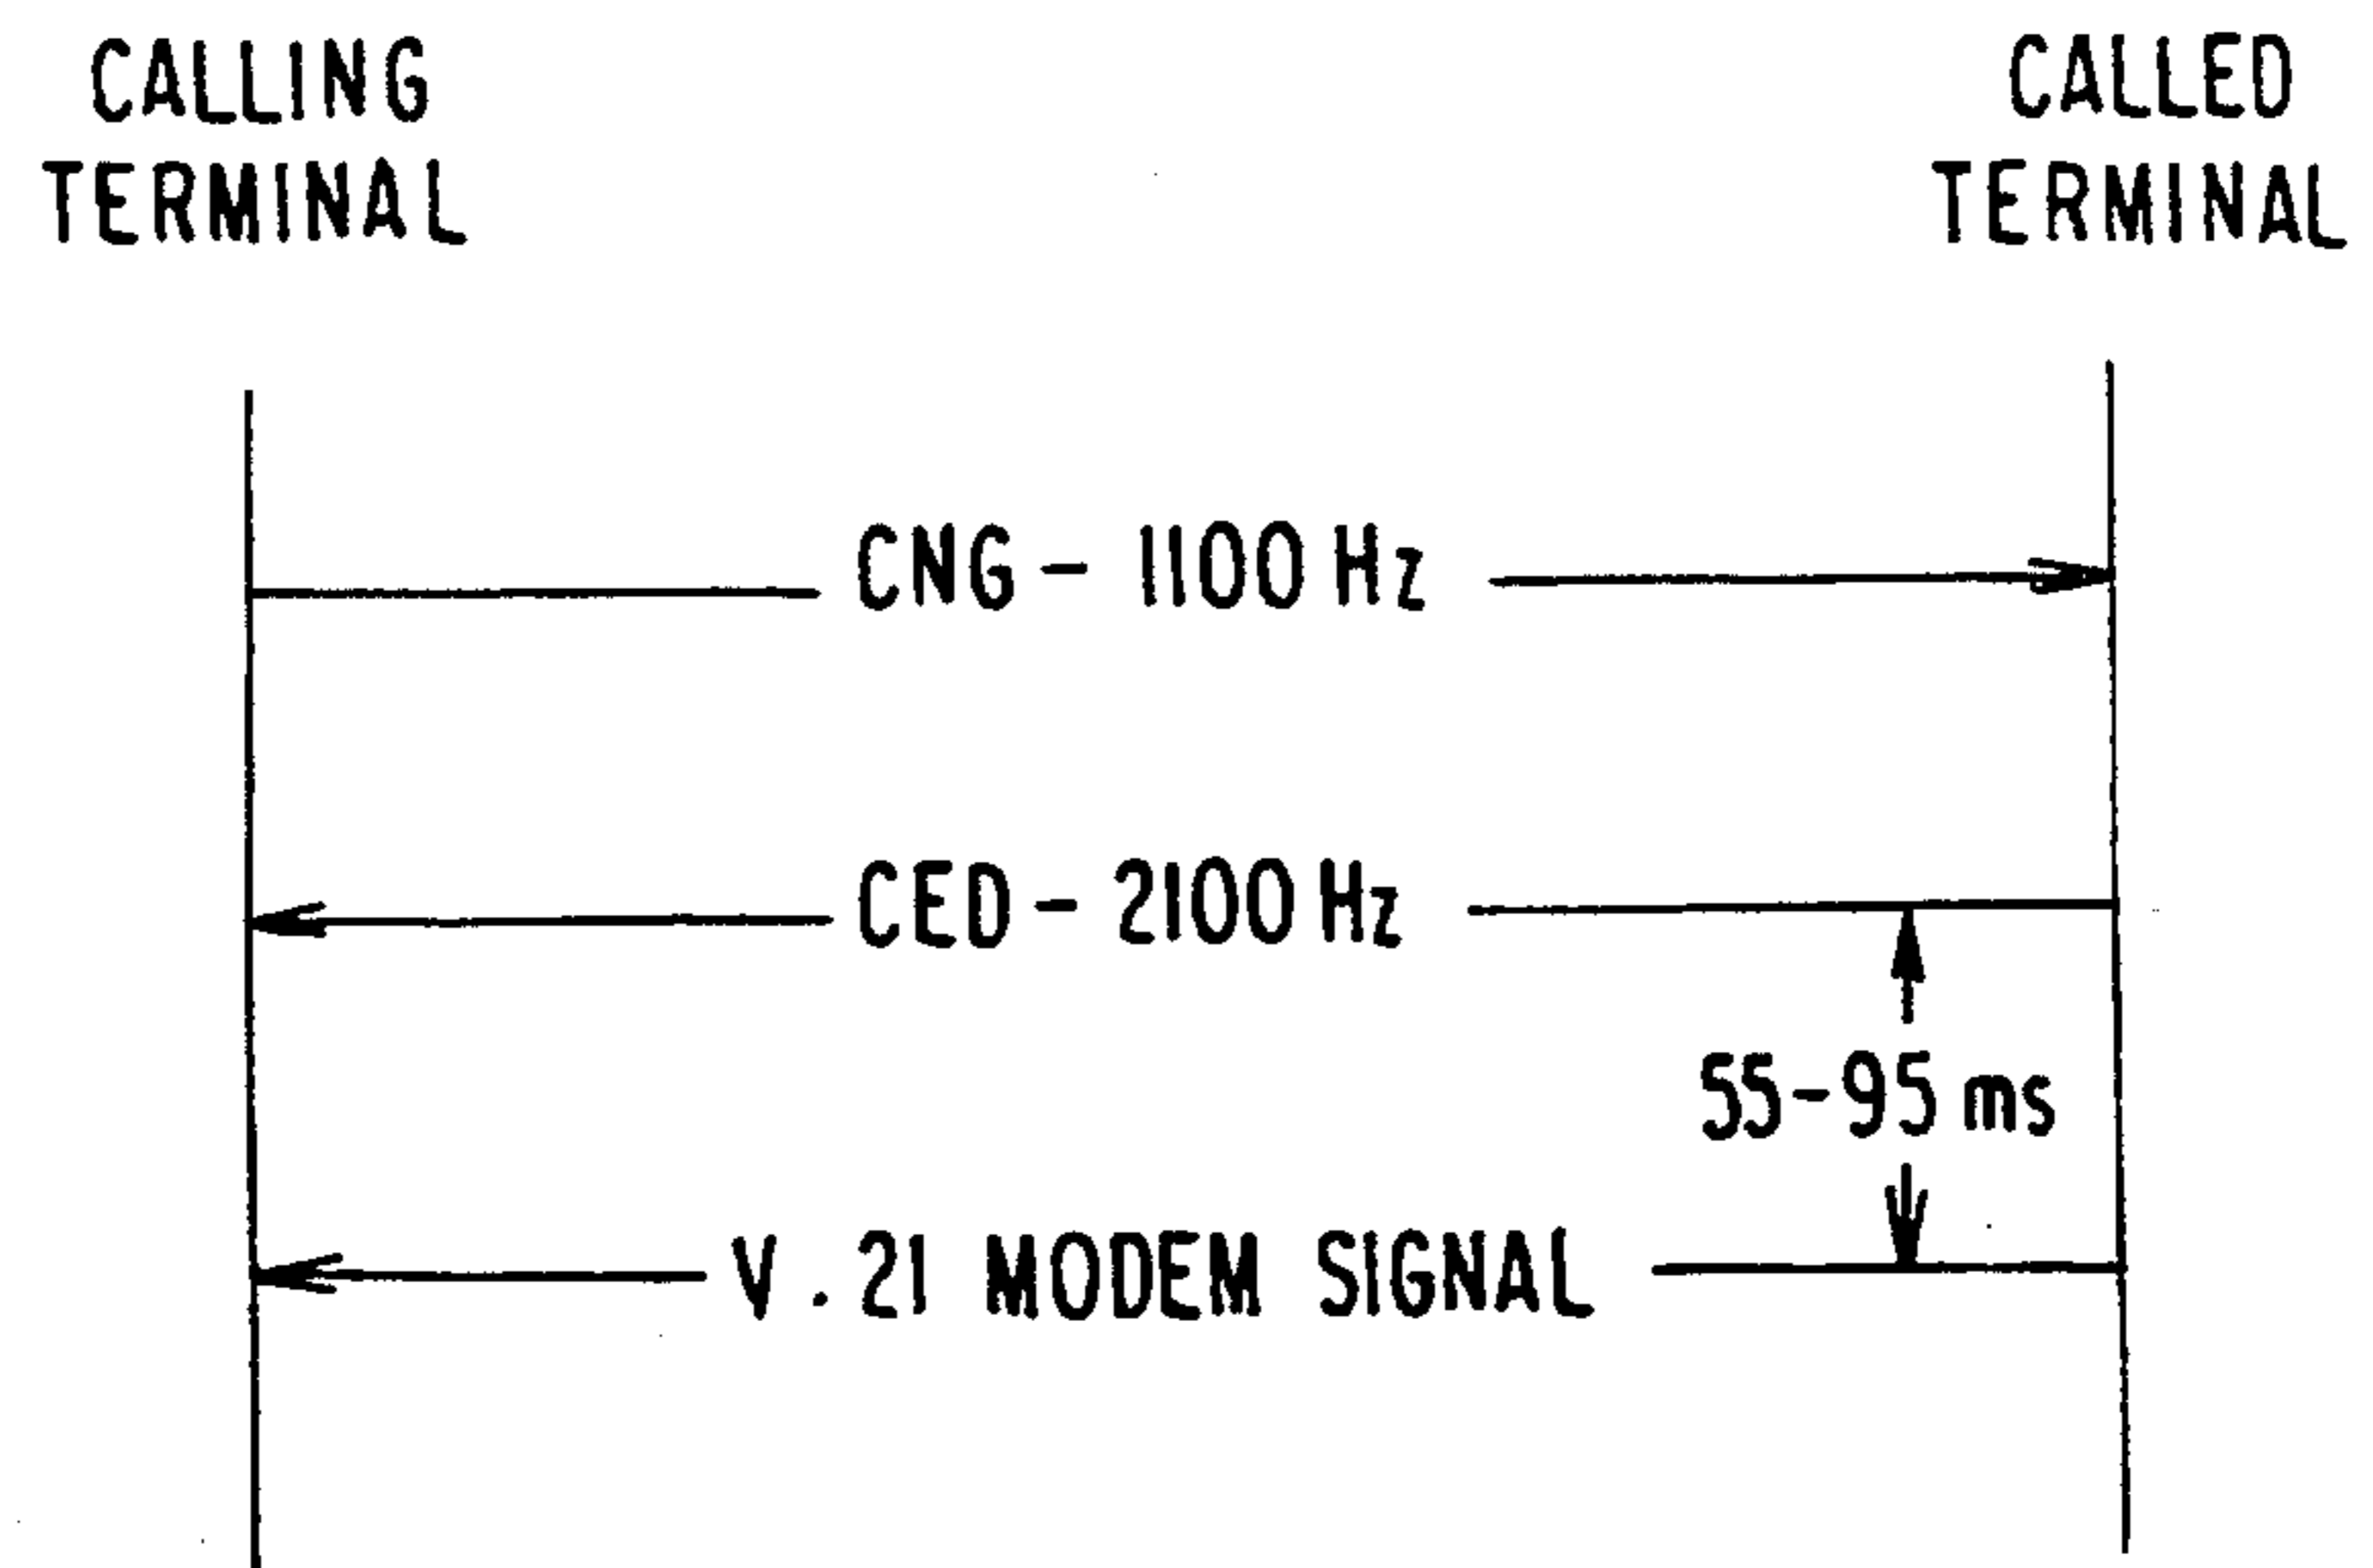 CALLING
TERMINAL
CALLED
TERMINAL
CNG - 1100 Hz
CED - 2100 Hz
55-95 ms
V.21 MODEM SIGNAL